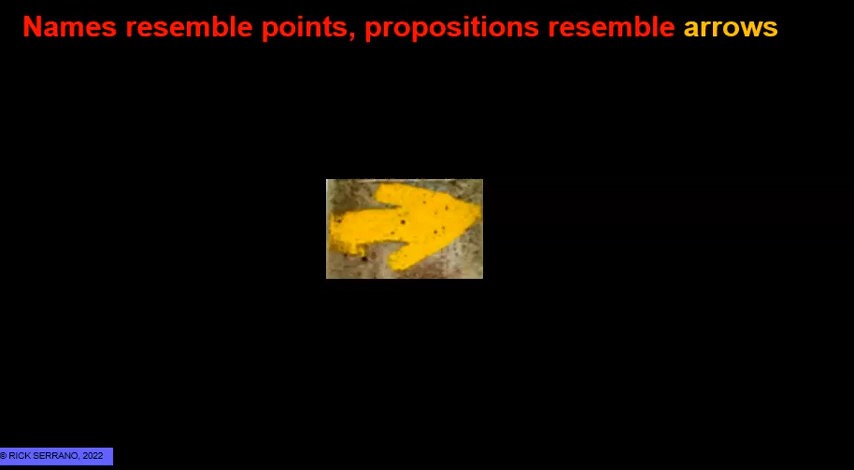 Names resemble points, propositions resemble arrows
© RICK SERRANO, 2022